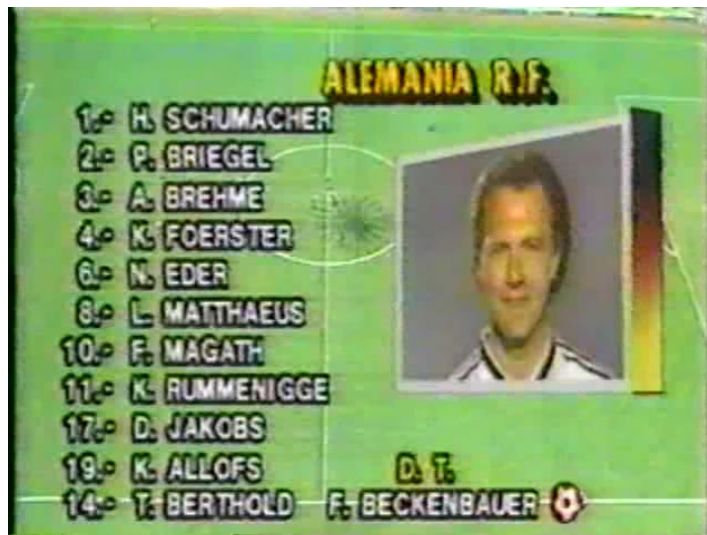 ALEMANIA R.F.
1.- H. SCHUMACHER
2.- P. BRIEGEL
3.- A. BREHME
4.- K. FOERSTER
6.- N. EDER
8.- L. MATTHAEUS
10.- F. MAGATH
11.- K. RUMMENIGGE
17.- D. JAKOBS
19.- K. ALLOFS
14.- T. BERTHOLD
D. T.
F. BECKENBAUER